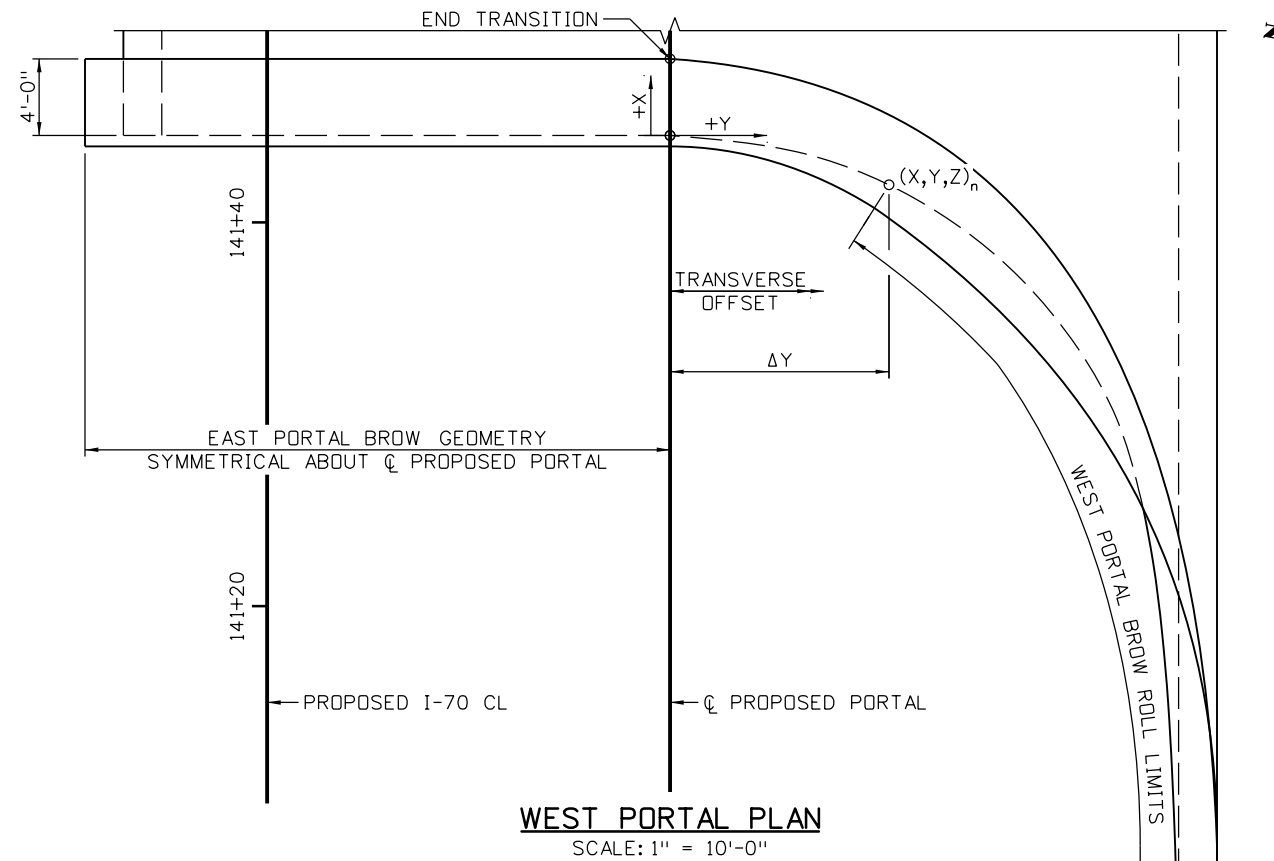 END TRANSITION
4'-0"
+X
+Y
(X,Y,Z)n
141+40
TRANSVERSE
OFFSET
ΔY
EAST PORTAL BROW GEOMETRY
SYMMETRICAL ABOUT ℄ PROPOSED PORTAL
WEST PORTAL BROW ROLL LIMITS
141+20
PROPOSED I-70 CL
℄ PROPOSED PORTAL
WEST PORTAL PLAN
SCALE: 1" = 10'-0"